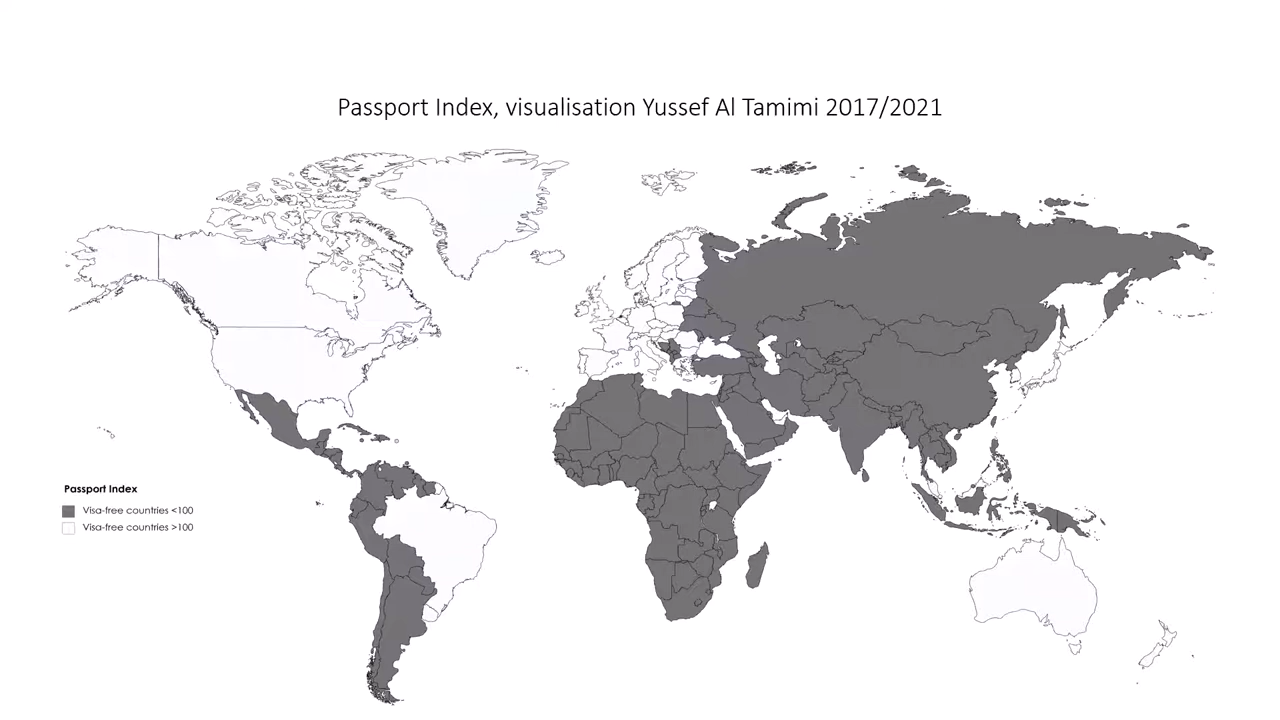 Passport Index, visualisation Yussef Al Tamimi 2017/2021
Passport Index
Visa-free countries <100
Visa-free countries >100